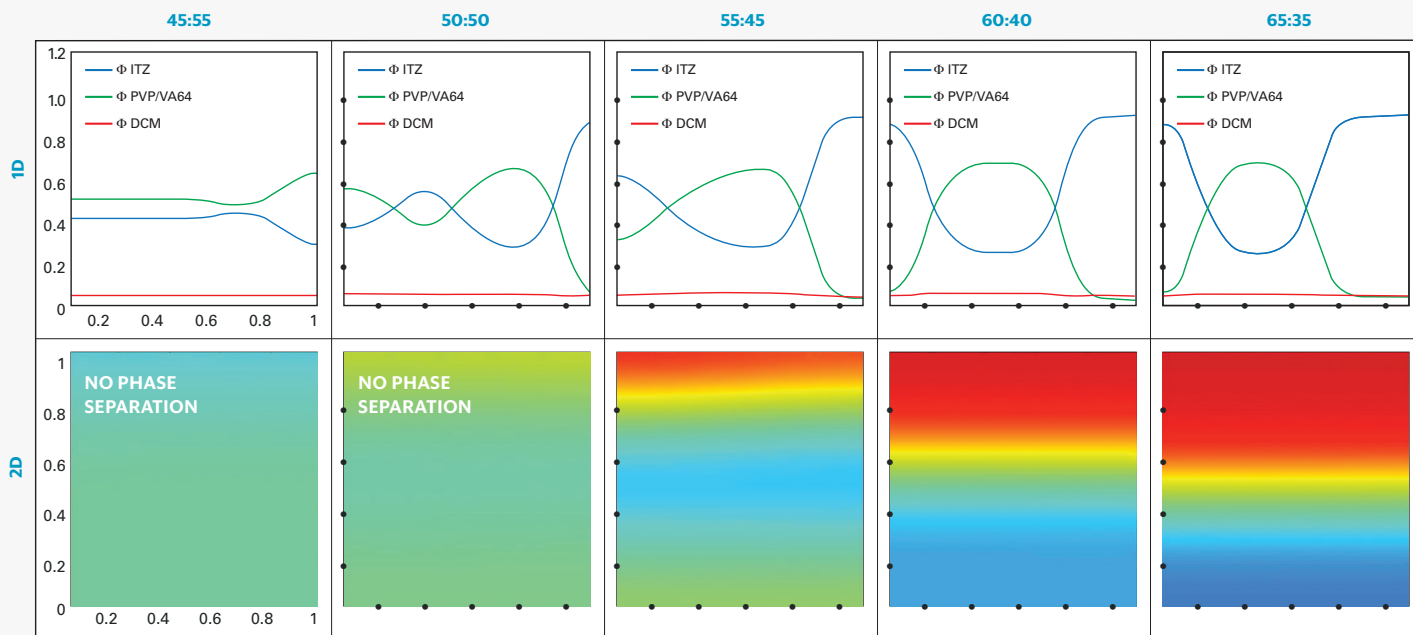 45:55
50:50
55:45
60:40
65:35
1D
1.2
1.0
0.8
0.6
0.4
0.2
0
Φ ITZ
Φ PVP/VA64
Φ DCM
0.2 0.4 0.6 0.8 1
Φ ITZ
Φ PVP/VA64
Φ DCM
Φ ITZ
Φ PVP/VA64
Φ DCM
Φ ITZ
Φ PVP/VA64
Φ DCM
Φ ITZ
Φ PVP/VA64
Φ DCM
2D
1
0.8
0.6
0.4
0.2
0
NO PHASE
SEPARATION
0.2 0.4 0.6 0.8 1
NO PHASE
SEPARATION